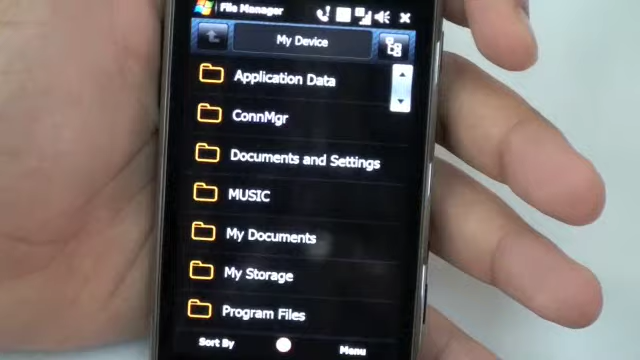 File Manager
My Device
Application Data
ConnMgr
Documents and Settings
MUSIC
My Documents
My Storage
Program Files
Sort By
Menu